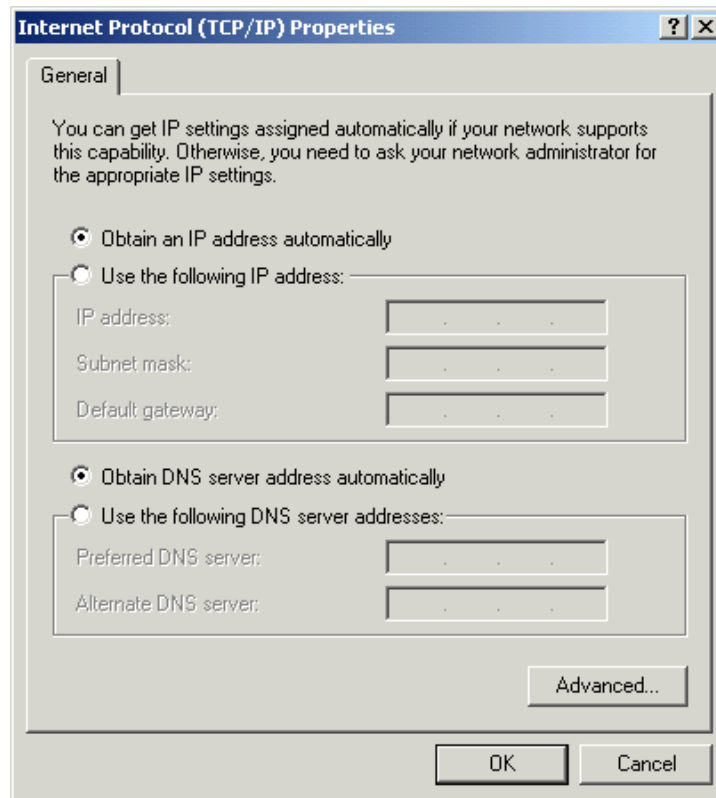 Internet Protocol (TCP/IP) Properties
General
You can get IP settings assigned automatically if your network supports
this capability. Otherwise, you need to ask your network administrator for
the appropriate IP settings.
Obtain an IP address automatically
Use the following IP address:
IP address:
Subnet mask:
Default gateway:
Obtain DNS server address automatically
Use the following DNS server addresses:
Preferred DNS server:
Alternate DNS server:
Advanced...
OK Cancel